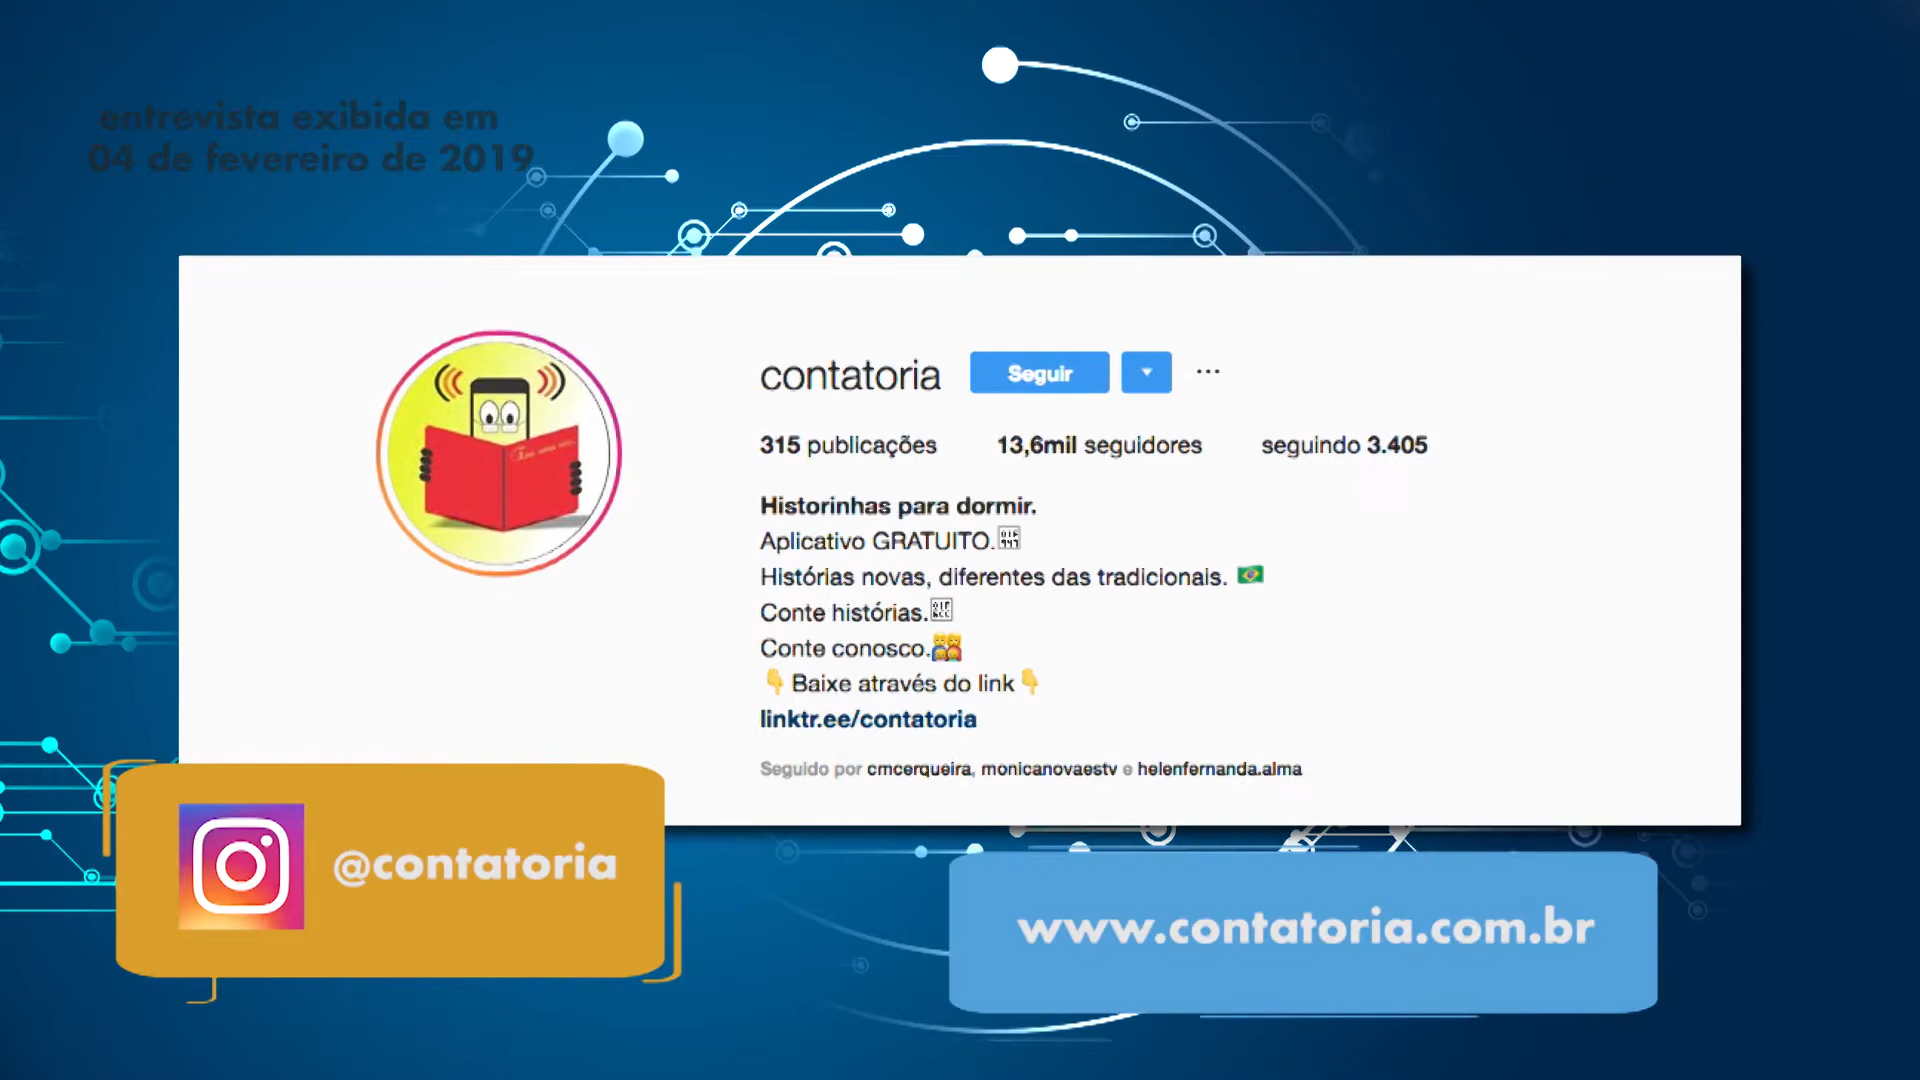 entrevista exibida em
04 de fevereiro de 2019
contatoria Seguir ...
315 publicações 13,6mil seguidores seguindo 3.405
Historinhas para dormir.
Aplicativo GRATUITO.
Histórias novas, diferentes das tradicionais. 🇧🇷
Conte histórias.
Conte conosco.👨‍👩‍👧‍👦
👇Baixe através do link👇
linktr.ee/contatoria
Seguido por cmcerqueira, monicanovaestv e helenfernanda.alma
@contatoria
www.contatoria.com.br